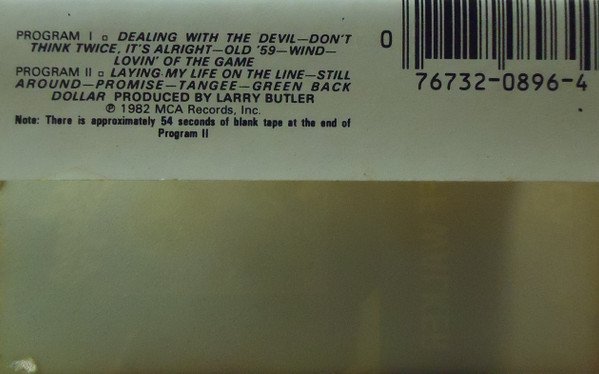 PROGRAM I □ DEALING WITH THE DEVIL—DON'T
THINK TWICE, IT'S ALRIGHT—OLD '59—WIND—
LOVIN' OF THE GAME
PROGRAM II □ LAYING MY LIFE ON THE LINE—STILL
AROUND—PROMISE—TANGEE—GREEN BACK
DOLLAR PRODUCED BY LARRY BUTLER
℗ 1982 MCA Records, Inc.
Note: There is approximately 54 seconds of blank tape at the end of
Program II
0 76732-0896-4